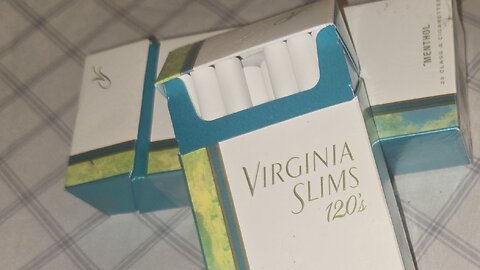 VIRGINIA
SLIMS
120's
MENTHOL
20 CLASS A CIGARETTES